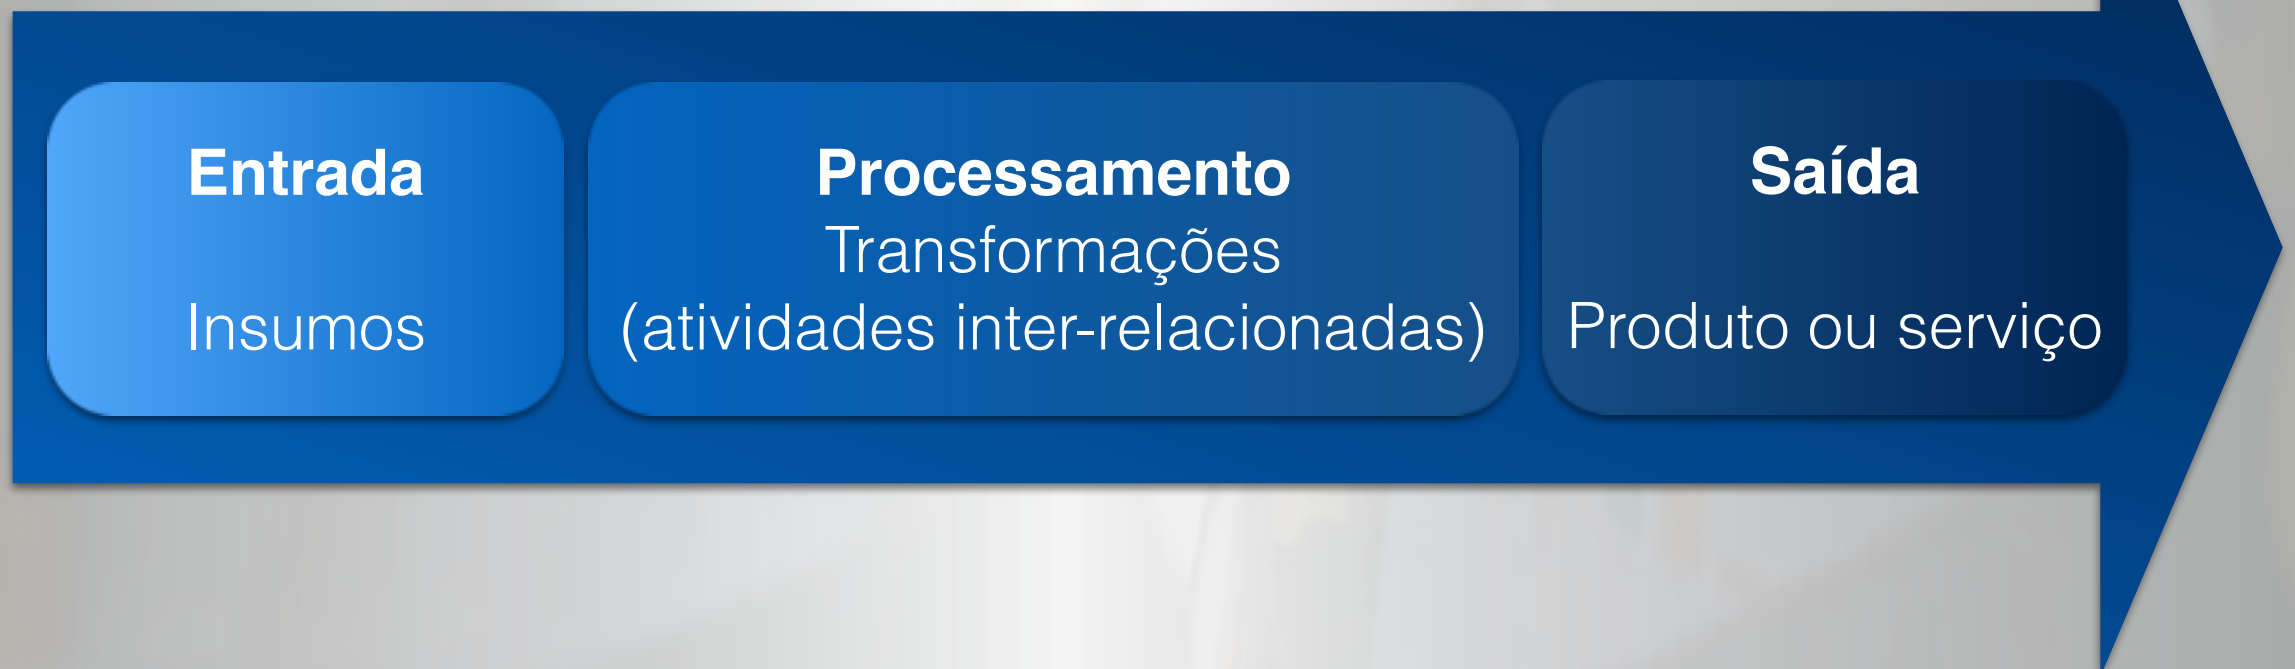 Entrada
Insumos
Processamento
Transformações
(atividades inter-relacionadas)
Saída
Produto ou serviço